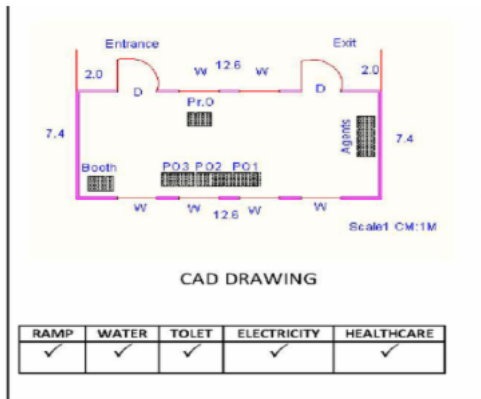 Entrance Exit
2.0 W 12.6 W 2.0
D D
Pr.O
7.4 Agents 7.4
Booth PO3 PO2 PO1
W W 12.6 W W
Scale1 CM:1M
CAD DRAWING
RAMP WATER TOLET ELECTRICITY HEALTHCARE
✓ ✓ ✓ ✓ ✓